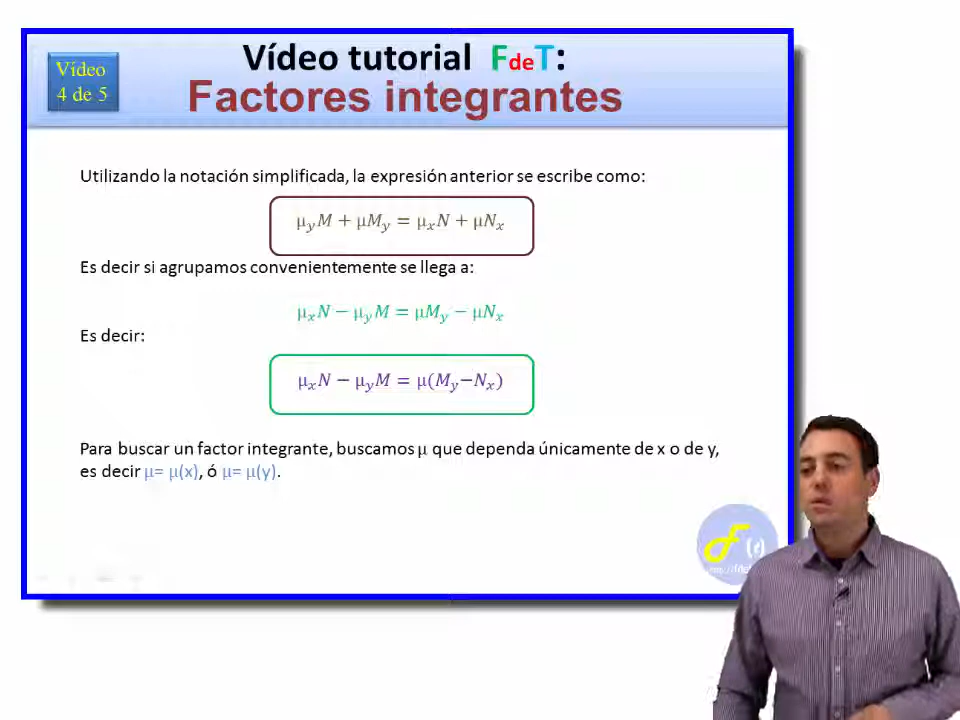 Vídeo tutorial FdeT:
Vídeo
4 de 5
Factores integrantes
Utilizando la notación simplificada, la expresión anterior se escribe como:
μ_yM + μM_y = μ_xN + μN_x
Es decir si agrupamos convenientemente se llega a:
μ_xN − μ_yM = μM_y − μN_x
Es decir:
μ_xN − μ_yM = μ(M_y−N_x)
Para buscar un factor integrante, buscamos μ que dependa únicamente de x o de y,
es decir μ= μ(x), ó μ= μ(y).